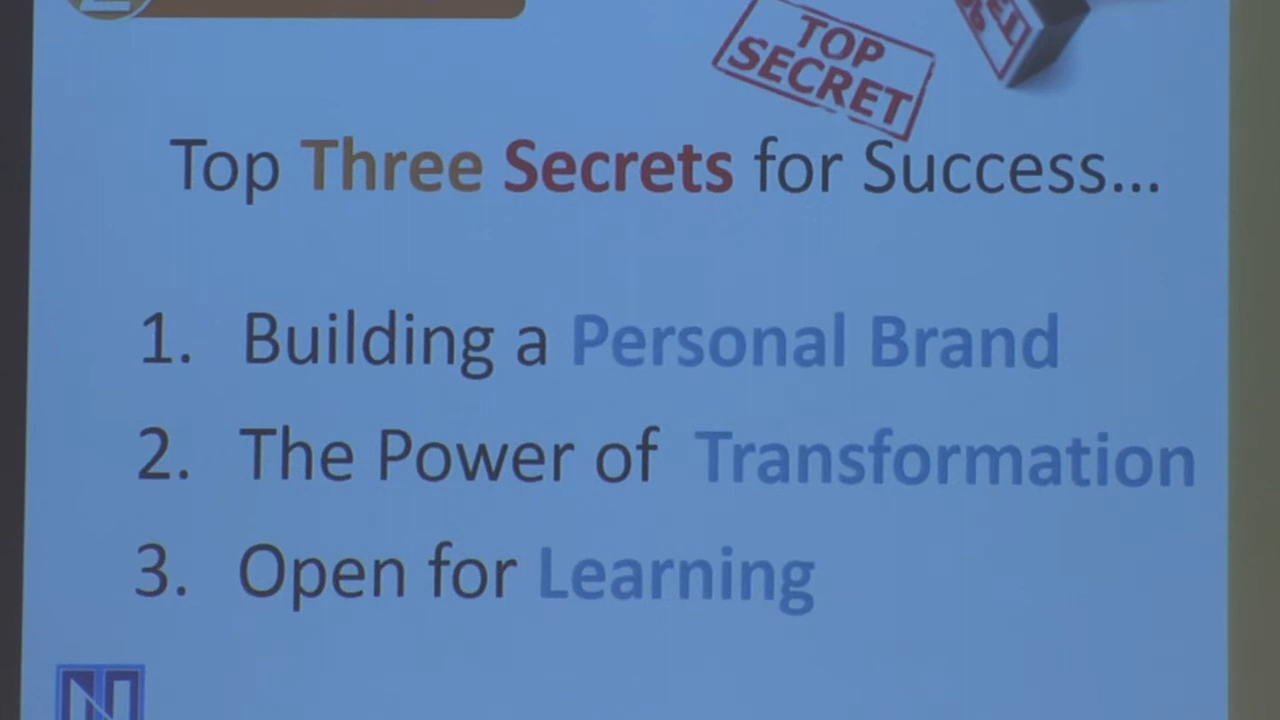 TOP
SECRET
Top Three Secrets for Success...
1. Building a Personal Brand
2. The Power of Transformation
3. Open for Learning
N